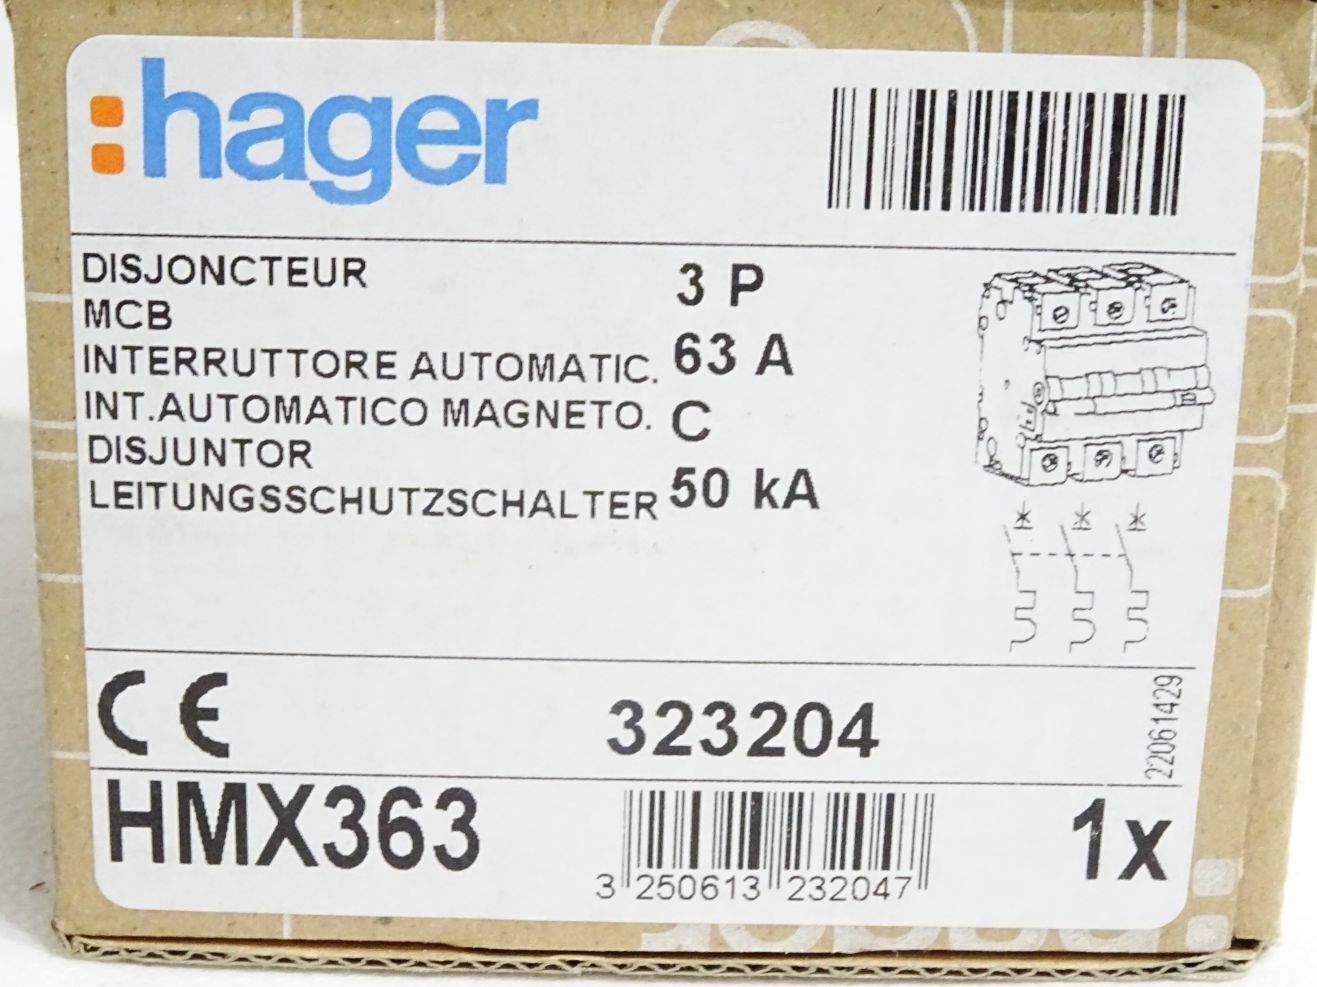 :hager
DISJONCTEUR
MCB
INTERRUTTORE AUTOMATIC.
INT.AUTOMATICO MAGNETO.
DISJUNTOR
LEITUNGSSCHUTZSCHALTER
3 P
63 A
C
50 kA
CE
323204
22061429
HMX363
3 250613 232047
1x